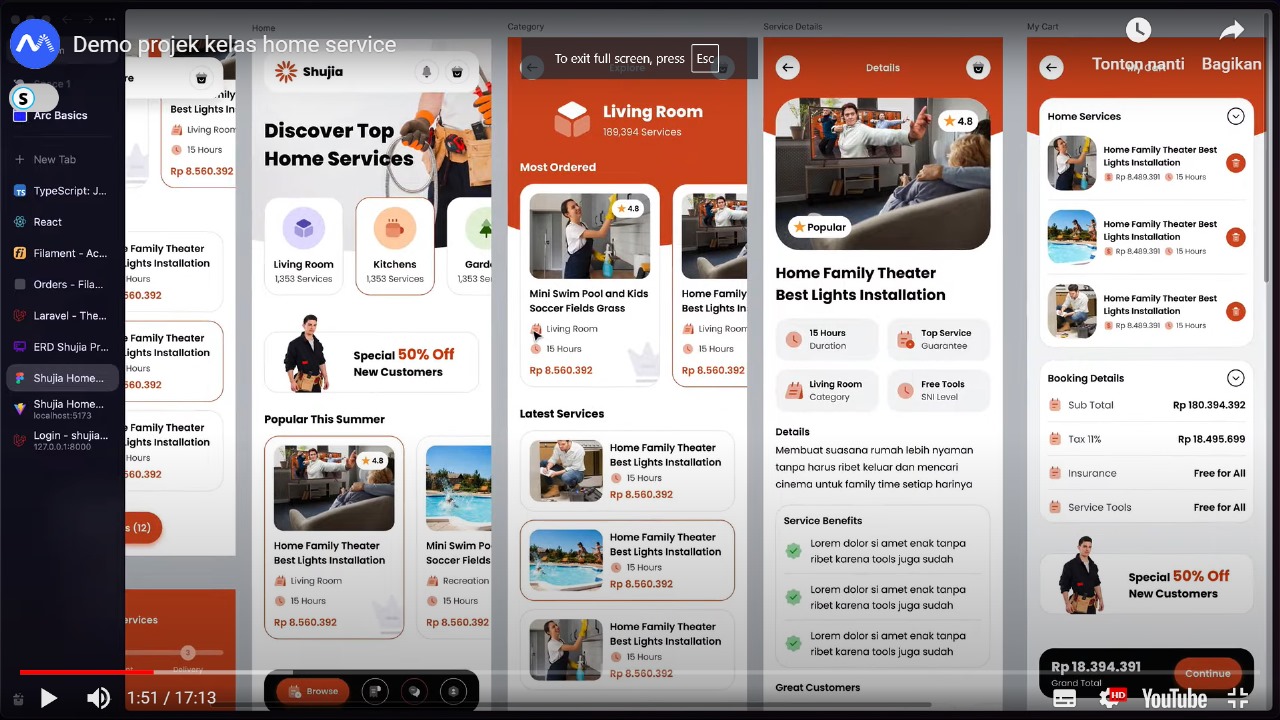 Demo projek kelas home service
To exit full screen, press Esc
Tonton nanti
Bagikan
Space 1
S
Arc Basics
New Tab
TypeScript: J...
React
Filament - Ac...
Orders - Fila...
Laravel - The...
ERD Shujia Pr...
Shujia Home...
Shujia Home...
localhost:5173
Login - shujia...
127.0.0.1:8000
re
Popular This
Best Lights Installation
Living Room
15 Hours
Rp 8.560.392
e Family Theater
Lights Installation
Hours
60.392
e Family Theater
Lights Installation
Hours
60.392
e Family Theater
Lights Installation
Hours
60.392
s (12)
ervices
3
Delivery
Home
Shujia
Discover Top
Home Services
Living Room
1,353 Services
Kitchens
1,353 Services
Gard
1,353 Se
Special 50% Off
New Customers
Popular This Summer
4.8
Home Family Theater
Best Lights Installation
Living Room
15 Hours
Rp 8.560.392
Mini Swim Po
Soccer Fields
Recreation
15 Hours
Rp 8.560.392
Browse
Category
Explore
Living Room
189,394 Services
Most Ordered
4.8
Mini Swim Pool and Kids
Soccer Fields Grass
Living Room
15 Hours
Rp 8.560.392
Home Family
Best Lights In
Living Room
15 Hours
Rp 8.560.392
Latest Services
Home Family Theater
Best Lights Installation
15 Hours
Rp 8.560.392
Home Family Theater
Best Lights Installation
15 Hours
Rp 8.560.392
Home Family Theater
Best Lights Installation
15 Hours
Rp 8.560.392
Service Details
Details
4.8
Popular
Home Family Theater
Best Lights Installation
15 Hours
Duration
Top Service
Guarantee
Living Room
Category
Free Tools
SNI Level
Details
Membuat suasana rumah lebih nyaman
tanpa harus ribet keluar dan mencari
cinema untuk family time setiap harinya
Service Benefits
Lorem dolor si amet enak tanpa
ribet karena tools juga sudah
Lorem dolor si amet enak tanpa
ribet karena tools juga sudah
Lorem dolor si amet enak tanpa
ribet karena tools juga sudah
Great Customers
My Cart
Home Services
Home Family Theater Best
Lights Installation
Rp 8.489.391 15 Hours
Home Family Theater Best
Lights Installation
Rp 8.489.391 15 Hours
Home Family Theater Best
Lights Installation
Rp 8.489.391 15 Hours
Booking Details
Sub Total Rp 180.394.392
Tax 11% Rp 18.495.699
Insurance Free for All
Service Tools Free for All
Special 50% Off
New Customers
Rp 18.394.391
Grand Total
Continue
1:51 / 17:13
HD
YouTube